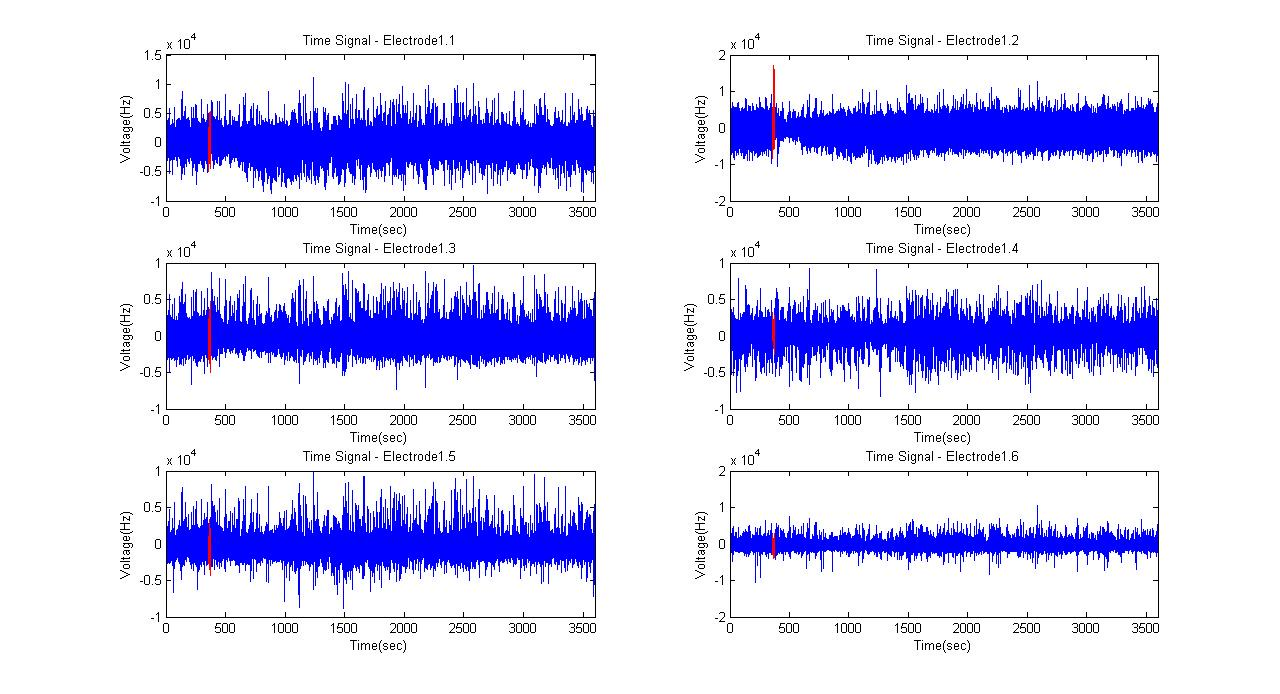 Time Signal - Electrode1.1
x 10^4
1.5
1
0.5
0
-0.5
-1
Voltage(Hz)
0 500 1000 1500 2000 2500 3000 3500
Time(sec)
Time Signal - Electrode1.2
x 10^4
2
1
0
-1
-2
Voltage(Hz)
0 500 1000 1500 2000 2500 3000 3500
Time(sec)
Time Signal - Electrode1.3
x 10^4
1
0.5
0
-0.5
-1
Voltage(Hz)
0 500 1000 1500 2000 2500 3000 3500
Time(sec)
Time Signal - Electrode1.4
x 10^4
1
0.5
0
-0.5
-1
Voltage(Hz)
0 500 1000 1500 2000 2500 3000 3500
Time(sec)
Time Signal - Electrode1.5
x 10^4
1
0.5
0
-0.5
-1
Voltage(Hz)
0 500 1000 1500 2000 2500 3000 3500
Time(sec)
Time Signal - Electrode1.6
x 10^4
2
1
0
-1
-2
Voltage(Hz)
0 500 1000 1500 2000 2500 3000 3500
Time(sec)